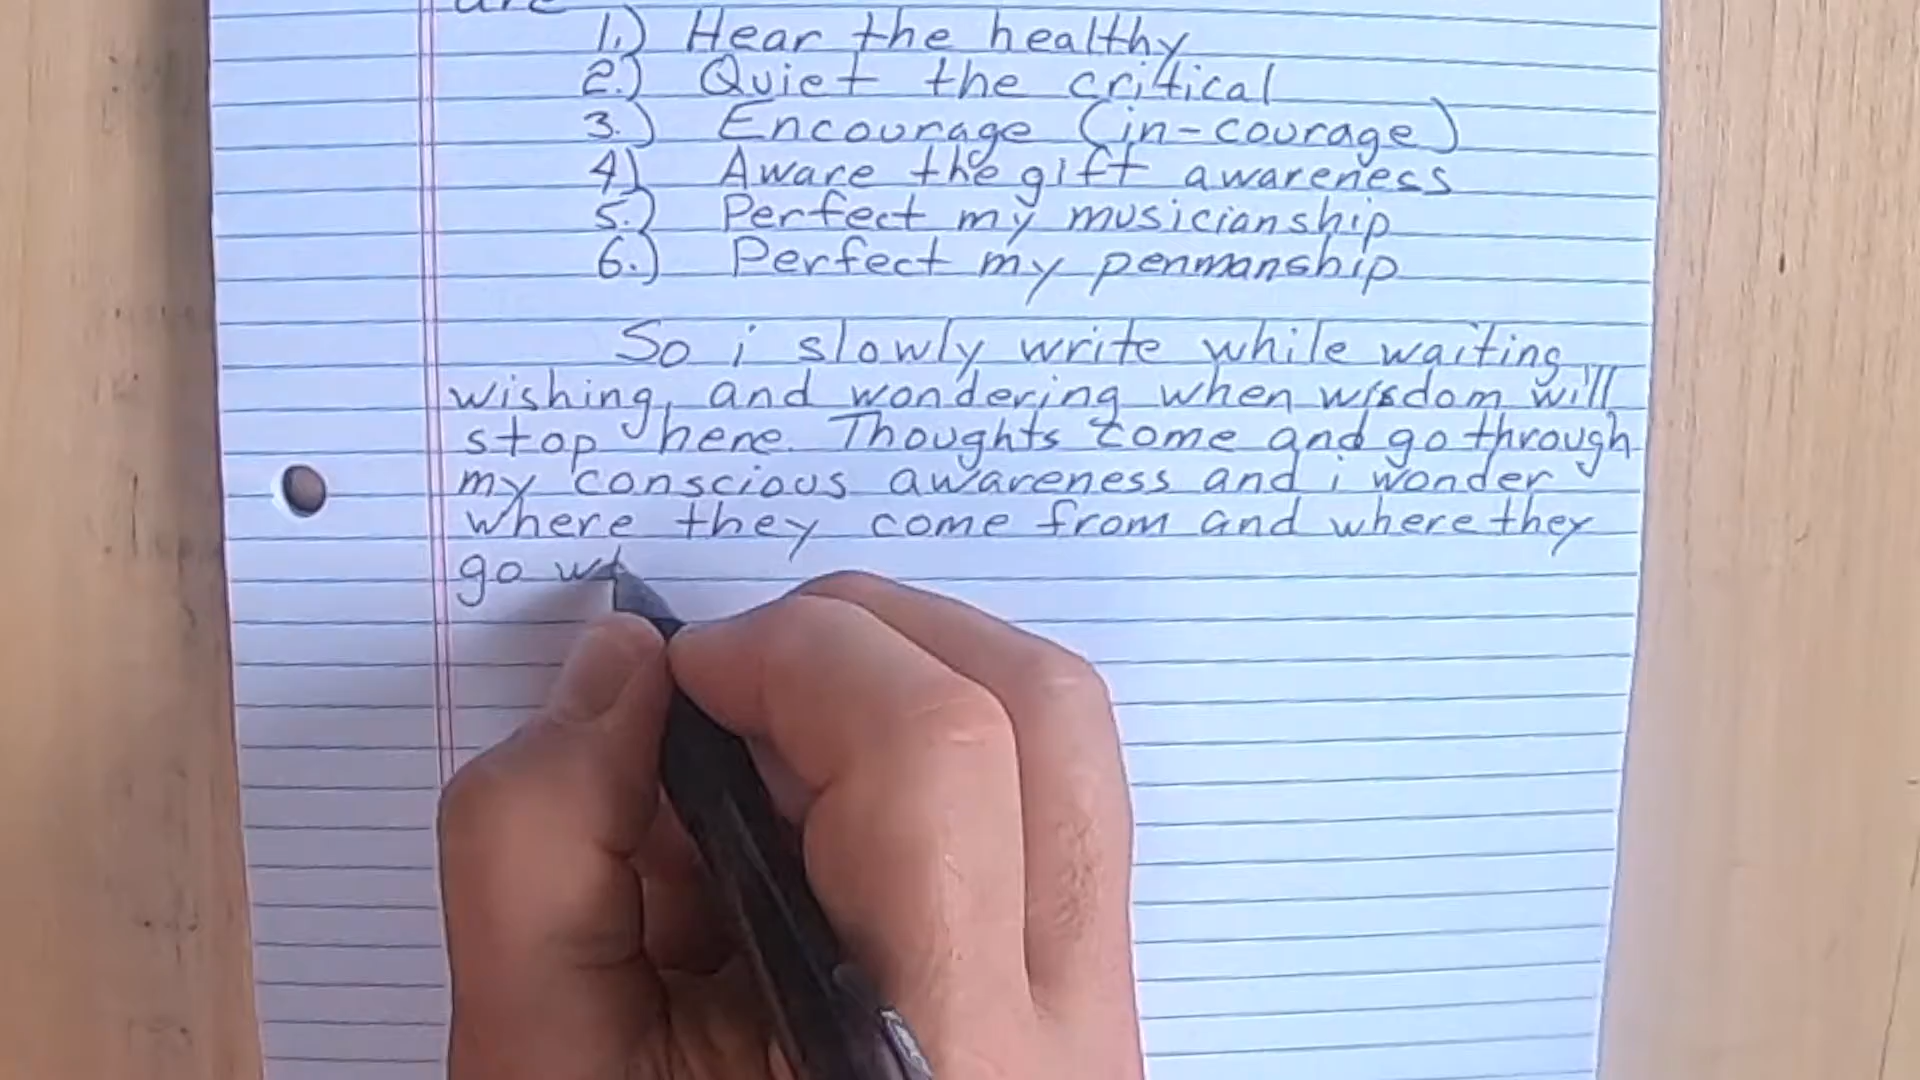 are
1.) Hear the healthy
2.) Quiet the critical
3.) Encourage (in-courage)
4) Aware the gift awareness
5.) Perfect my musicianship
6.) Perfect my penmanship
So i slowly write while waiting
wishing, and wondering when wisdom will
stop here. Thoughts come and go through
my conscious awareness and i wonder
where they come from and where they
go